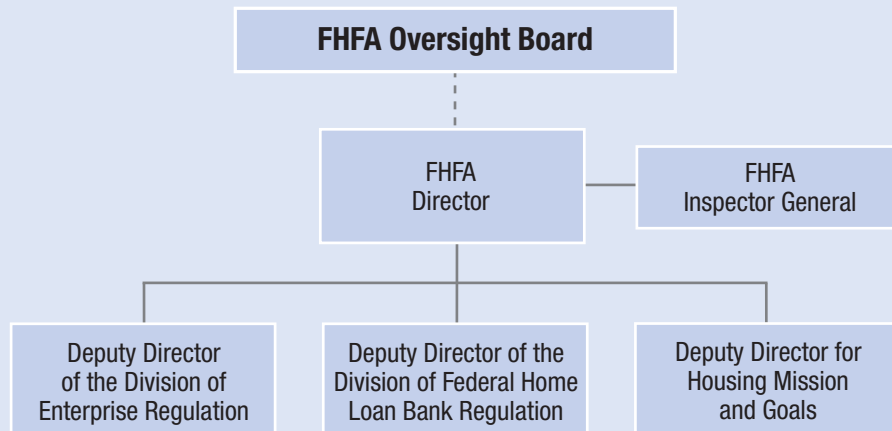 FHFA Oversight Board
FHFA
Director
FHFA
Inspector General
Deputy Director
of the Division of
Enterprise Regulation
Deputy Director of the
Division of Federal Home
Loan Bank Regulation
Deputy Director for
Housing Mission
and Goals